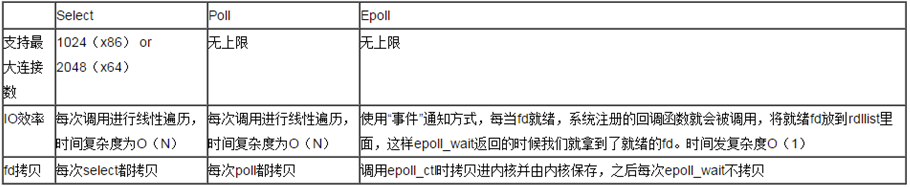 Select Poll Epoll
支持最大连接数 1024（x86） or 2048（x64） 无上限 无上限
IO效率 每次调用进行线性遍历，时间复杂度为O（N） 每次调用进行线性遍历，时间复杂度为O（N） 使用“事件”通知方式，每当fd就绪，系统注册的回调函数就会被调用，将就绪fd放到rdllist里面，这样epoll_wait返回的时候我们就拿到了就绪的fd。时间发复杂度O（1）
fd拷贝 每次select都拷贝 每次poll都拷贝 调用epoll_ct时拷贝进内核并由内核保存，之后每次epoll_wait不拷贝